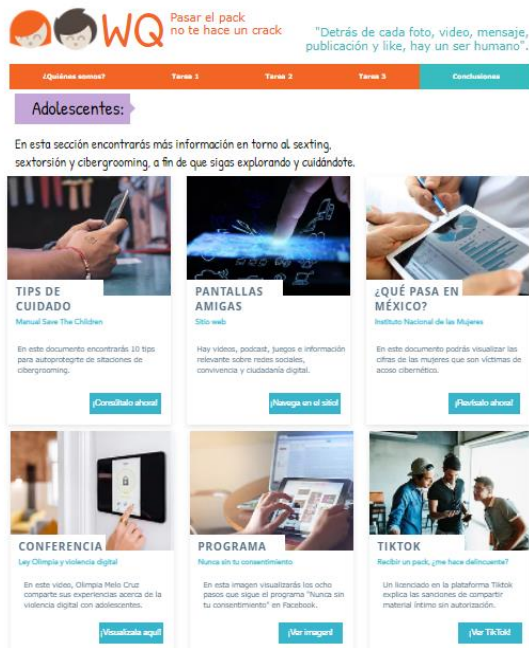 WQ
Pasar el pack
no te hace un crack
"Detrás de cada foto, video, mensaje,
publicación y like, hay un ser humano".
¿Quiénes somos? Tarea 1 Tarea 2 Tarea 3 Conclusiones
Adolescentes:
En esta sección encontrarás más información en torno al sexting,
sextorsión y cibergrooming, a fin de que sigas explorando y cuidándote.
TIPS DE
CUIDADO
Manual Save The Children
En este documento encontrarás 10 tips
para autoprotegrte de sitaciones de
cibergrooming.
¡Consúltalo ahora!
PANTALLAS
AMIGAS
Sitio web
Hay videos, podcast, juegos e información
relevante sobre redes sociales,
convivencia y ciudadanía digital.
¡Navega en el sitio!
¿QUÉ PASA EN
MÉXICO?
Instituto Nacional de las Mujeres
En este documento podrás visualizar las
cifras de las mujeres que son víctimas de
acoso cibernético.
¡Revísalo ahora!
CONFERENCIA
Ley Olimpia y violencia digital
En este video, Olimpia Melo Cruz
comparte sus experiencias acerca de la
violencia digital con adolescentes.
¡Visualízala aquí!
PROGRAMA
Nunca sin tu consentimiento
En esta imagen visualizarás los ocho
pasos que sigue el programa "Nunca sin
tu consentimiento" en Facebook.
¡Ver imagen!
TIKTOK
Recibir un pack, ¿me hace delincuente?
Un licenciado en la plataforma Tiktok
explica las sanciones de compartir
material íntimo sin autorización.
¡Ver TikTok!